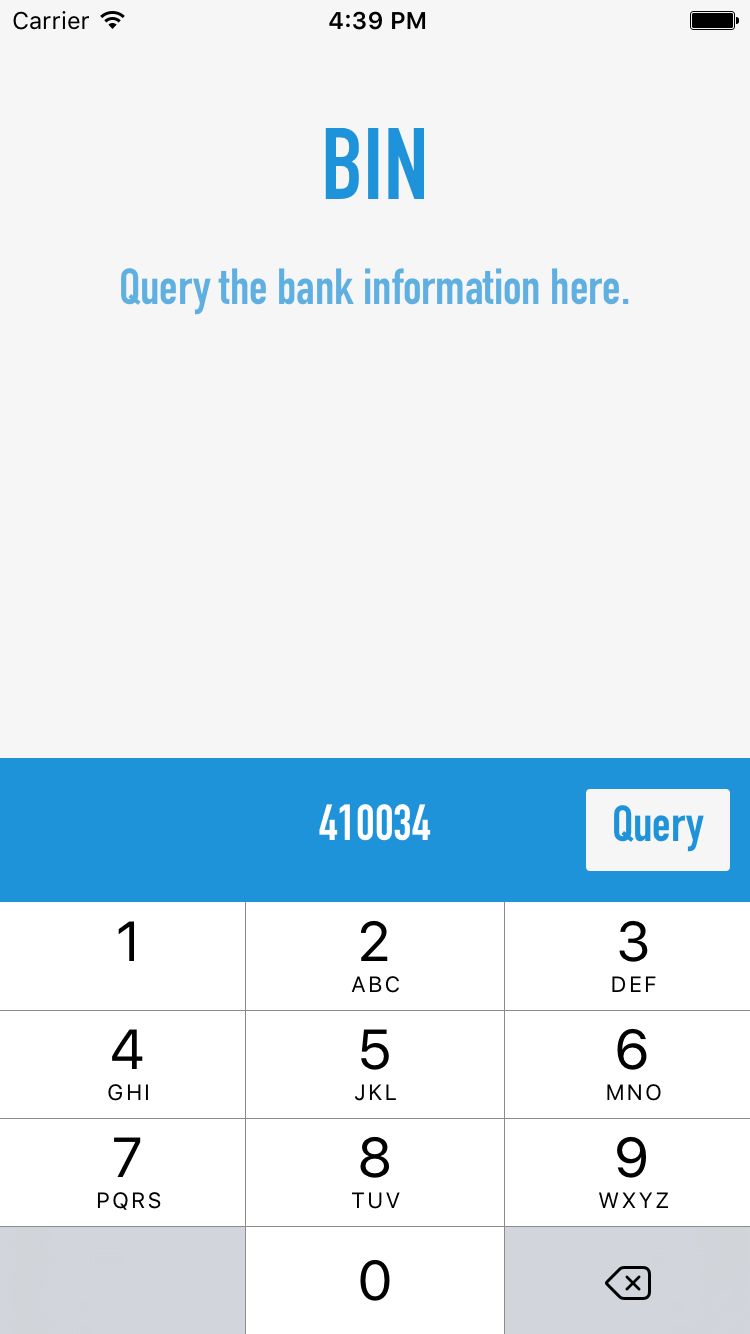 Carrier 4:39 PM
BIN
Query the bank information here.
410034 Query
1 2 3
ABC DEF
4 5 6
GHI JKL MNO
7 8 9
PQRS TUV WXYZ
0